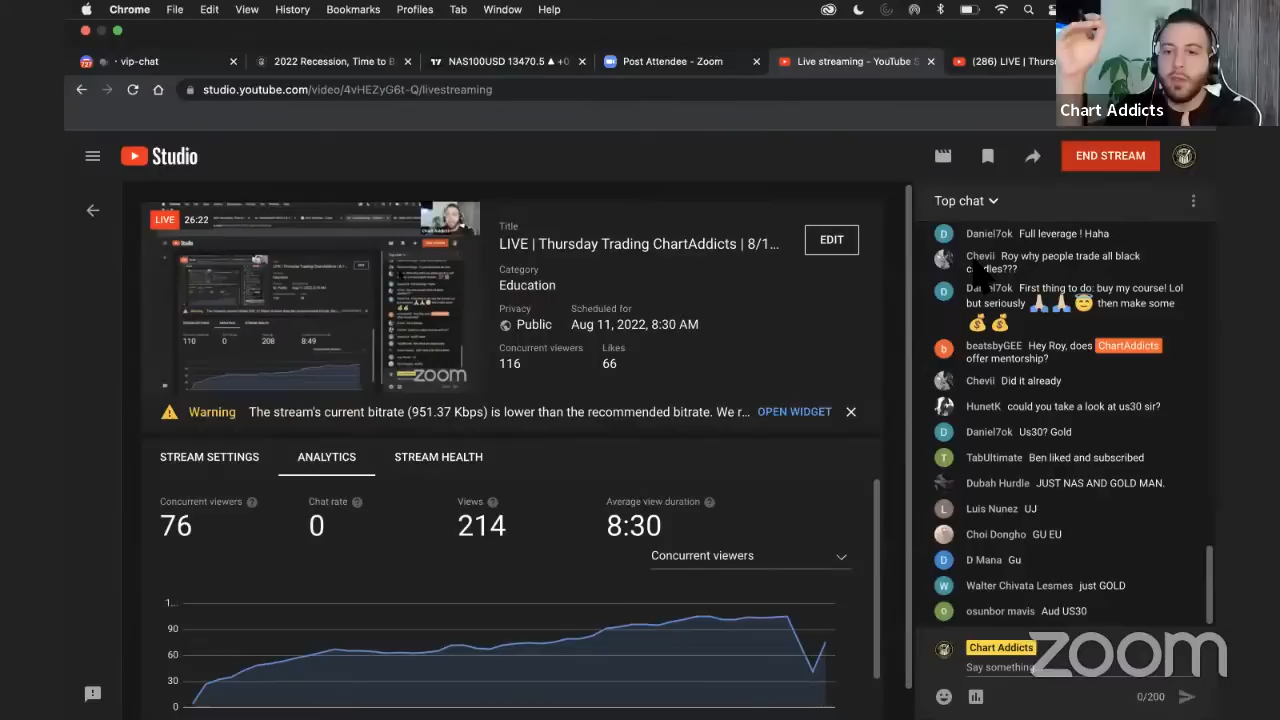 Chrome File Edit View History Bookmarks Profiles Tab Window Help
vip-chat
2022 Recession, Time to B
NAS100USD 13470.5 ▲ +0
Post Attendee - Zoom
Live streaming - YouTube S
(286) LIVE | Thurs
studio.youtube.com/video/4vHEZyG6t-Q/livestreaming
Chart Addicts
Studio
END STREAM
LIVE 26:22
Title
LIVE | Thursday Trading ChartAddicts | 8/1...
EDIT
Category
Education
Privacy
Public
Scheduled for
Aug 11, 2022, 8:30 AM
Concurrent viewers
116
Likes
66
Warning The stream's current bitrate (951.37 Kbps) is lower than the recommended bitrate. We r... OPEN WIDGET
STREAM SETTINGS ANALYTICS STREAM HEALTH
Concurrent viewers
76
Chat rate
0
Views
214
Average view duration
8:30
Concurrent viewers
1...
90
60
30
0
Top chat
Daniel7ok Full leverage ! Haha
Chevii Roy why people trade all black
candles???
Daniel7ok First thing to do: buy my course! Lol
but seriously 🙏🏻 🙏🏻 😇 then make some
💰 💰
beatsbyGEE Hey Roy, does ChartAddicts
offer mentorship?
Chevii Did it already
HunetK could you take a look at us30 sir?
Daniel7ok Us30? Gold
TabUltimate Ben liked and subscribed
Dubah Hurdle JUST NAS AND GOLD MAN.
Luis Nunez UJ
Choi Dongho GU EU
D Mana Gu
Walter Chivata Lesmes just GOLD
osunbor mavis Aud US30
Chart Addicts
Say something
0/200
zoom